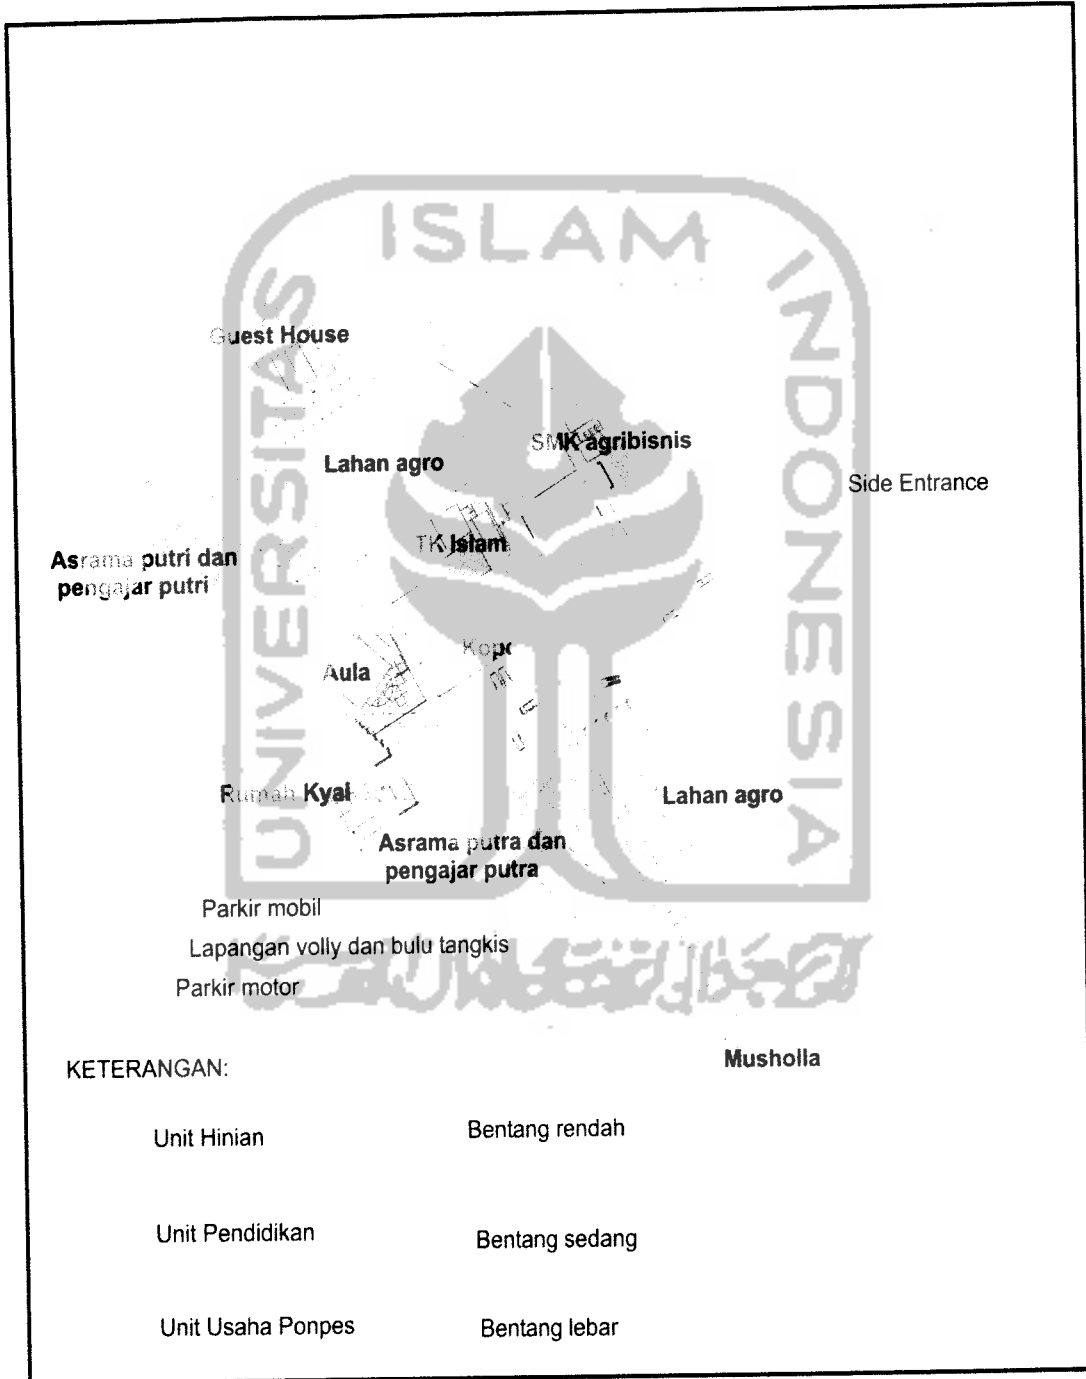 ISLAM
UNIVERSITAS
INDONESIA
Guest House
SMK agribisnis
Lahan agro
Side Entrance
TK Islam
Asrama putri dan
pengajar putri
Aula
Rumah Kyai
Lahan agro
Asrama putra dan
pengajar putra
Parkir mobil
Lapangan volly dan bulu tangkis
Parkir motor
Musholla
KETERANGAN:
Unit Hinian
Bentang rendah
Unit Pendidikan
Bentang sedang
Unit Usaha Ponpes
Bentang lebar